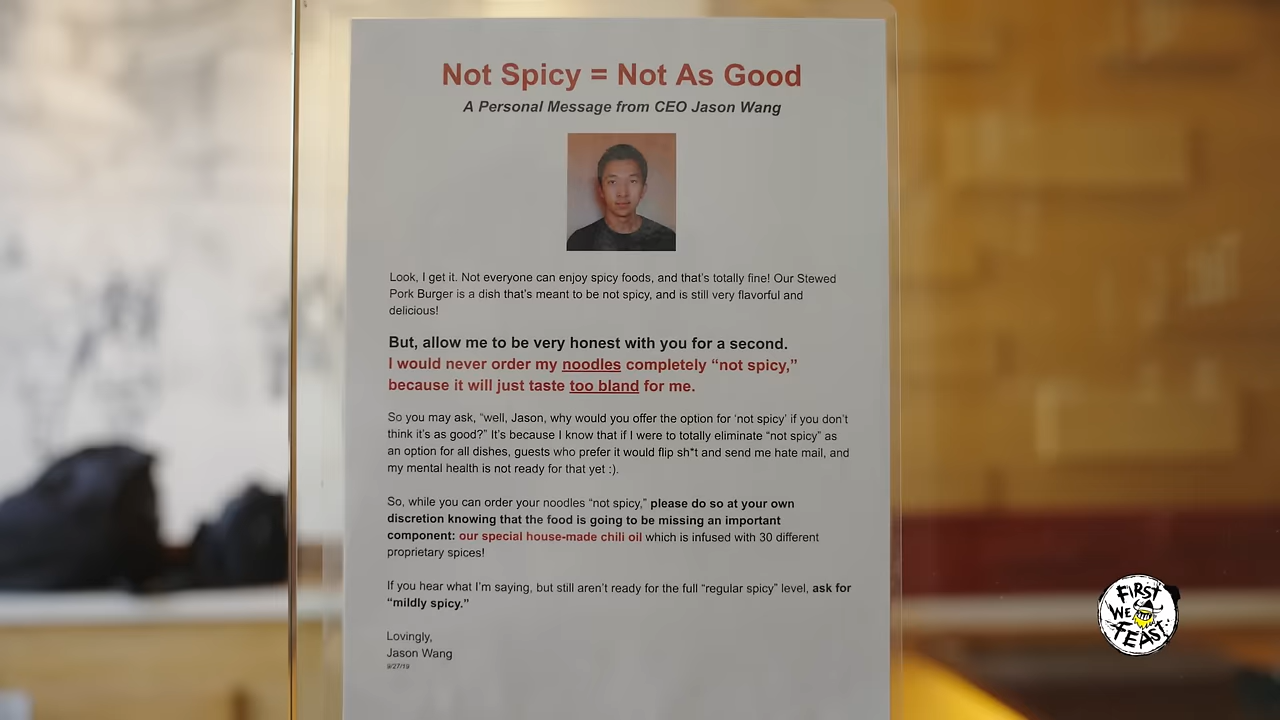 Not Spicy = Not As Good
A Personal Message from CEO Jason Wang
Look, I get it. Not everyone can enjoy spicy foods, and that's totally fine! Our Stewed
Pork Burger is a dish that's meant to be not spicy, and is still very flavorful and
delicious!
But, allow me to be very honest with you for a second.
I would never order my noodles completely “not spicy,”
because it will just taste too bland for me.
So you may ask, “well, Jason, why would you offer the option for ‘not spicy’ if you don’t
think it’s as good?” It’s because I know that if I were to totally eliminate “not spicy” as
an option for all dishes, guests who prefer it would flip sh*t and send me hate mail, and
my mental health is not ready for that yet :).
So, while you can order your noodles “not spicy,” please do so at your own
discretion knowing that the food is going to be missing an important
component: our special house-made chili oil which is infused with 30 different
proprietary spices!
If you hear what I’m saying, but still aren’t ready for the full “regular spicy” level, ask for
“mildly spicy.”
Lovingly,
Jason Wang
9/27/19
FIRST
WE
FEAST